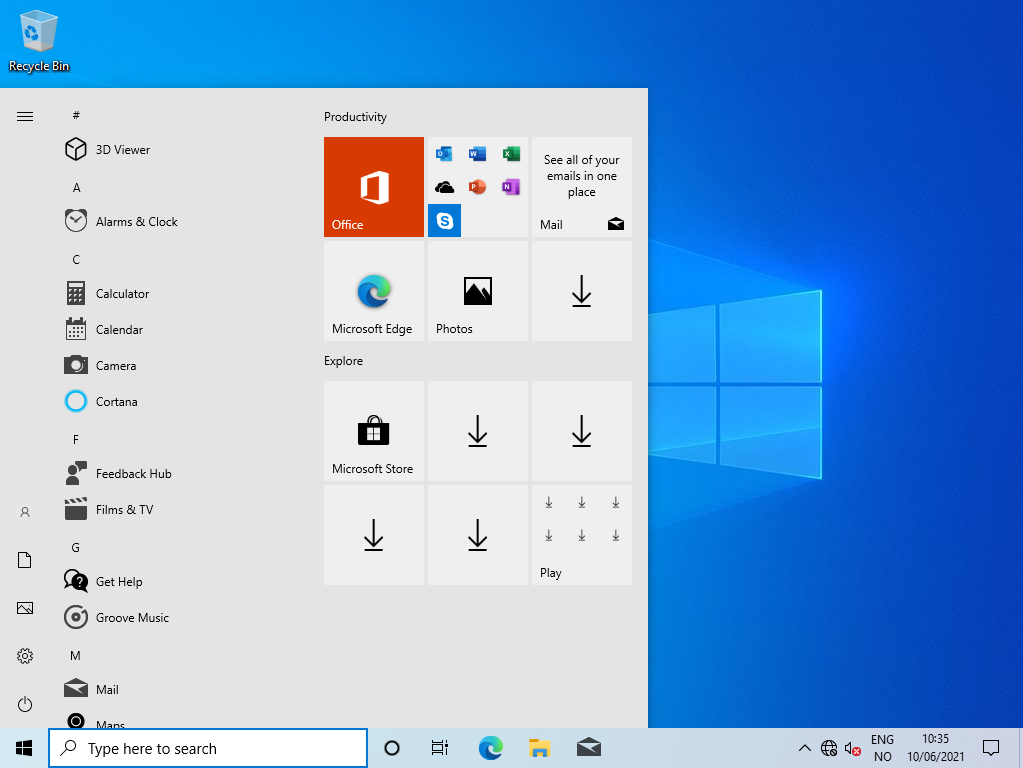 Recycle Bin
#
3D Viewer
A
Alarms & Clock
C
Calculator
Calendar
Camera
Cortana
F
Feedback Hub
Films & TV
G
Get Help
Groove Music
M
Mail
Maps
Productivity
Office
See all of your
emails in one
place
Mail
Microsoft Edge
Photos
Explore
Microsoft Store
Play
Type here to search
ENG
NO
10:35
10/06/2021